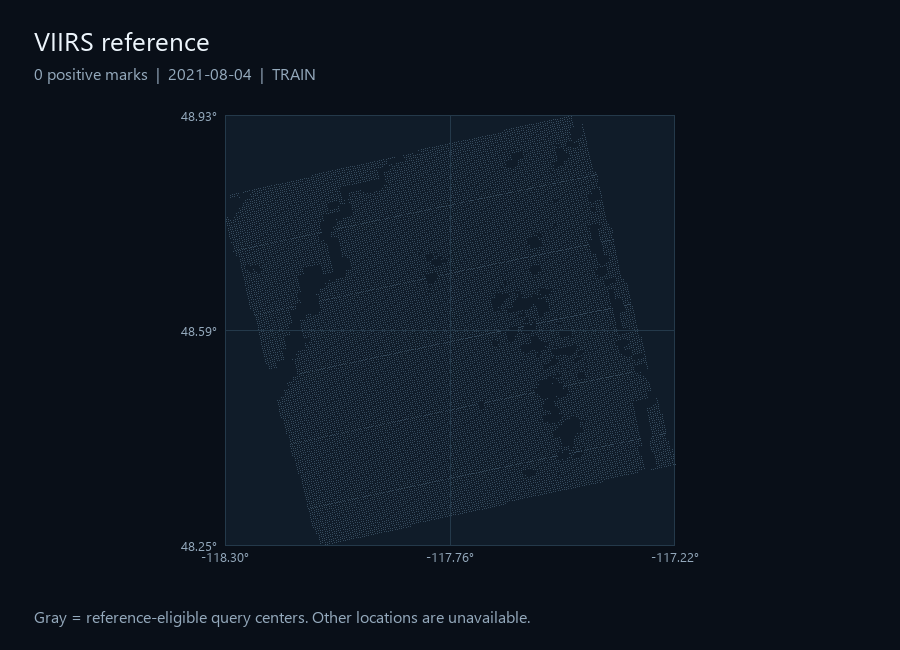 VIIRS reference
0 positive marks | 2021-08-04 | TRAIN
48.93°
48.59°
48.25°
-118.30°
-117.76°
-117.22°
Gray = reference-eligible query centers. Other locations are unavailable.